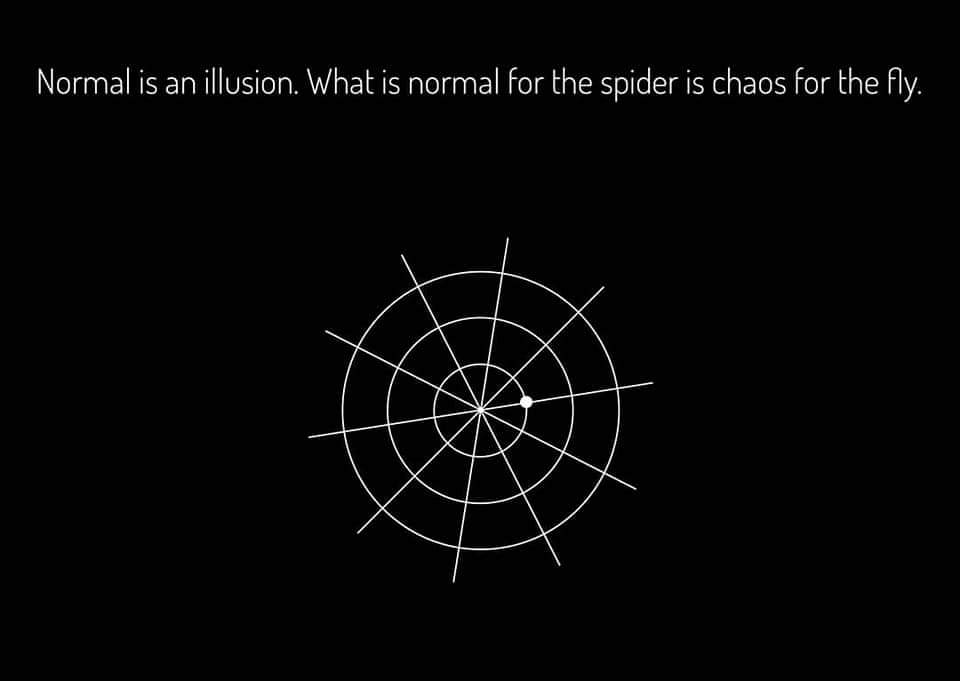 Normal is an illusion. What is normal for the spider is chaos for the fly.